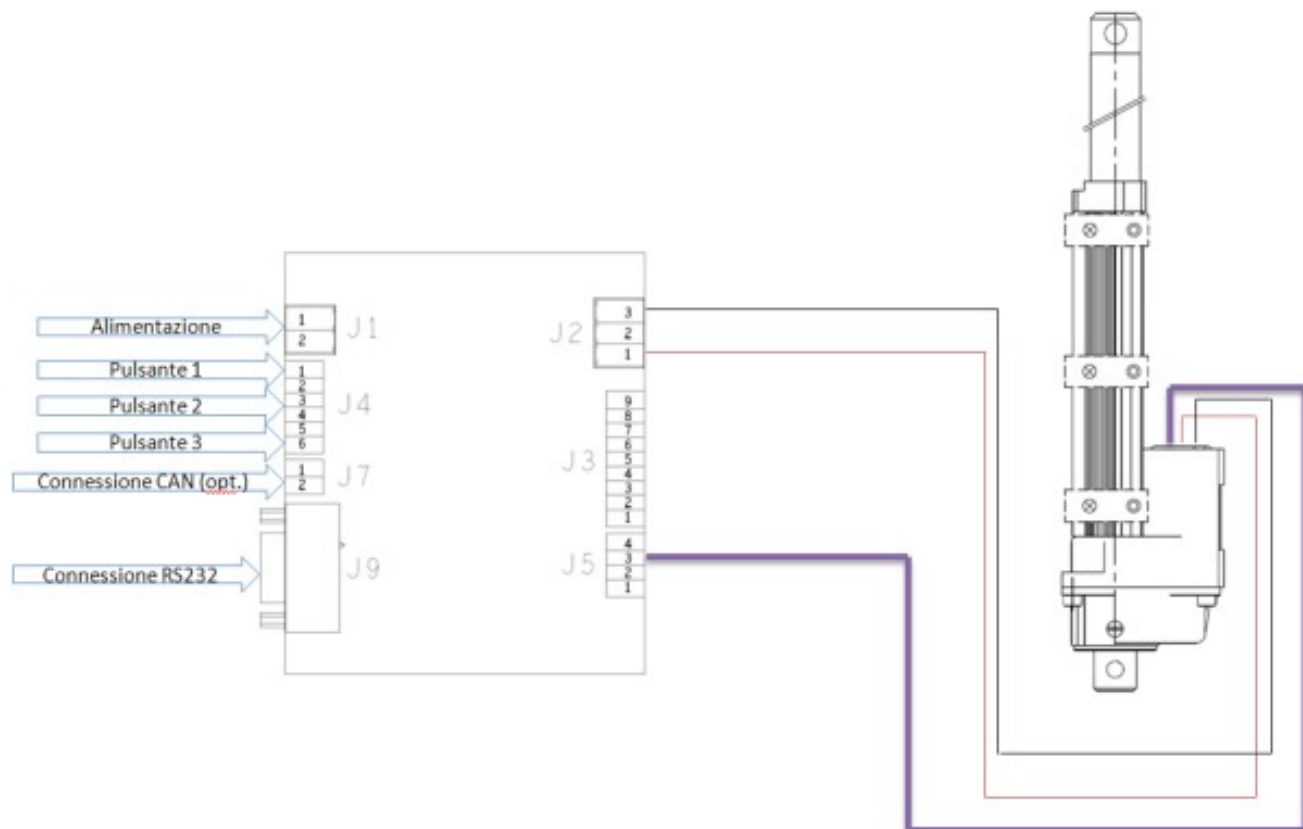 Alimentazione
1
2
J1
Pulsante 1
Pulsante 2
Pulsante 3
1
2
3
4
5
6
J4
Connessione CAN (opt.)
1
2
J7
Connessione RS232
J9
J2
3
2
1
J3
9
8
7
6
5
4
3
2
1
J5
4
3
2
1